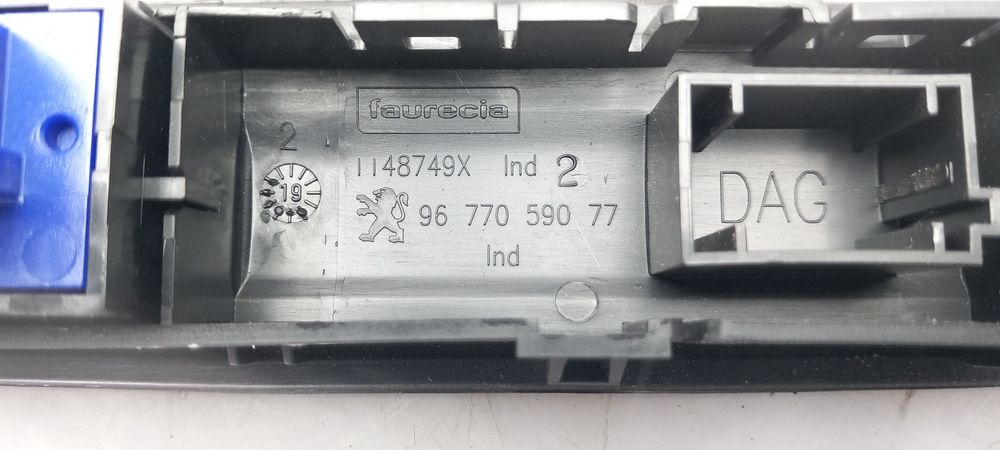 faurecia
2
1148749X Ind 2
19
96 770 590 77
Ind
DAG